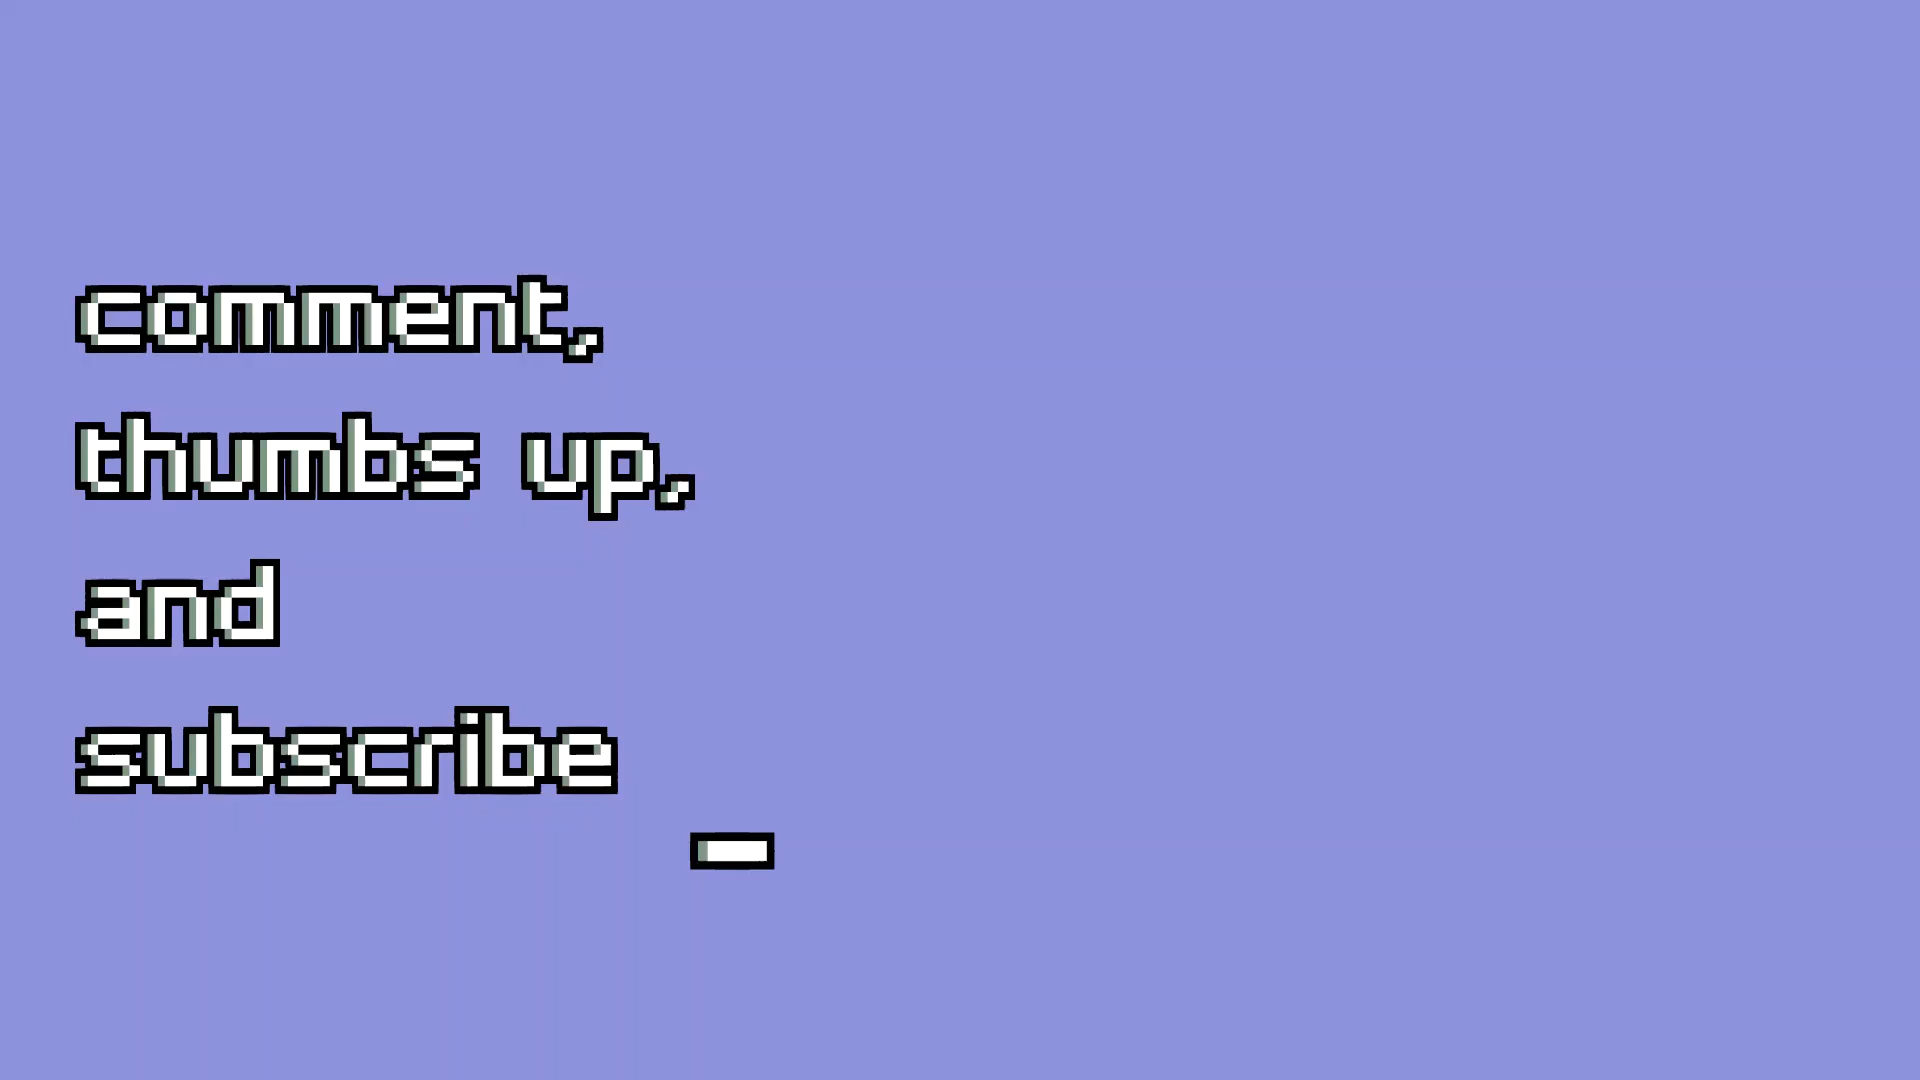 comment,
thumbs up,
and
subscribe
_